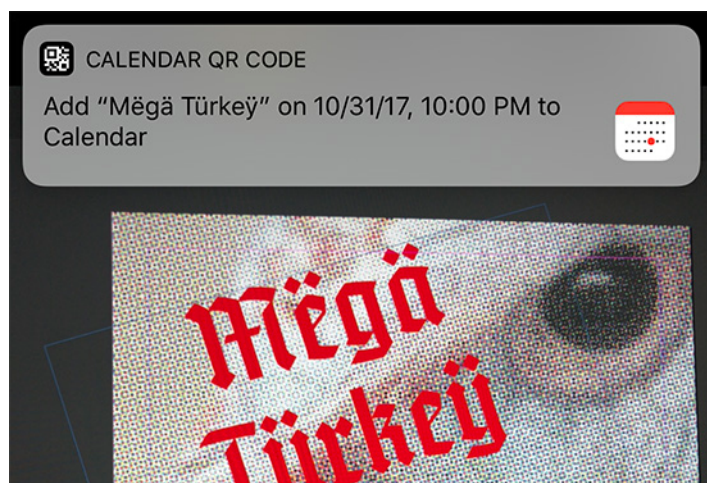 CALENDAR QR CODE
Add “Mëgä Türkeÿ” on 10/31/17, 10:00 PM to
Calendar
Mëgä
Türkeÿ